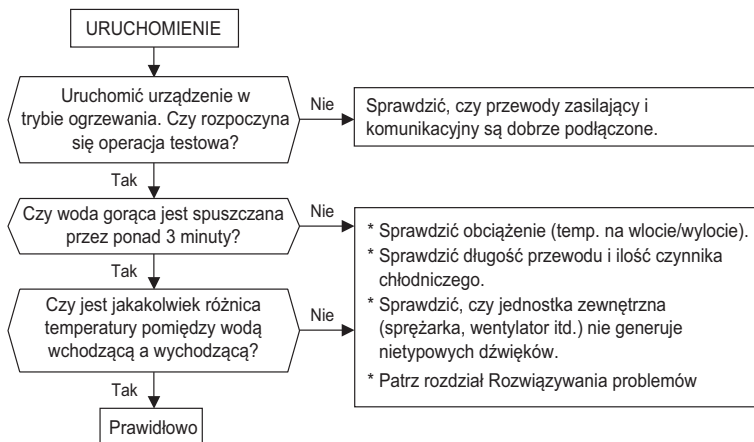 URUCHOMIENIE
Uruchomić urządzenie w
trybie ogrzewania. Czy rozpoczyna
się operacja testowa?
Nie
Sprawdzić, czy przewody zasilający i
komunikacyjny są dobrze podłączone.
Tak
Czy woda gorąca jest spuszczana
przez ponad 3 minuty?
Nie
* Sprawdzić obciążenie (temp. na wlocie/wylocie).
* Sprawdzić długość przewodu i ilość czynnika
chłodniczego.
* Sprawdzić, czy jednostka zewnętrzna
(sprężarka, wentylator itd.) nie generuje
nietypowych dźwięków.
* Patrz rozdział Rozwiązywania problemów
Tak
Czy jest jakakolwiek różnica
temperatury pomiędzy wodą
wchodzącą a wychodzącą?
Nie
Tak
Prawidłowo